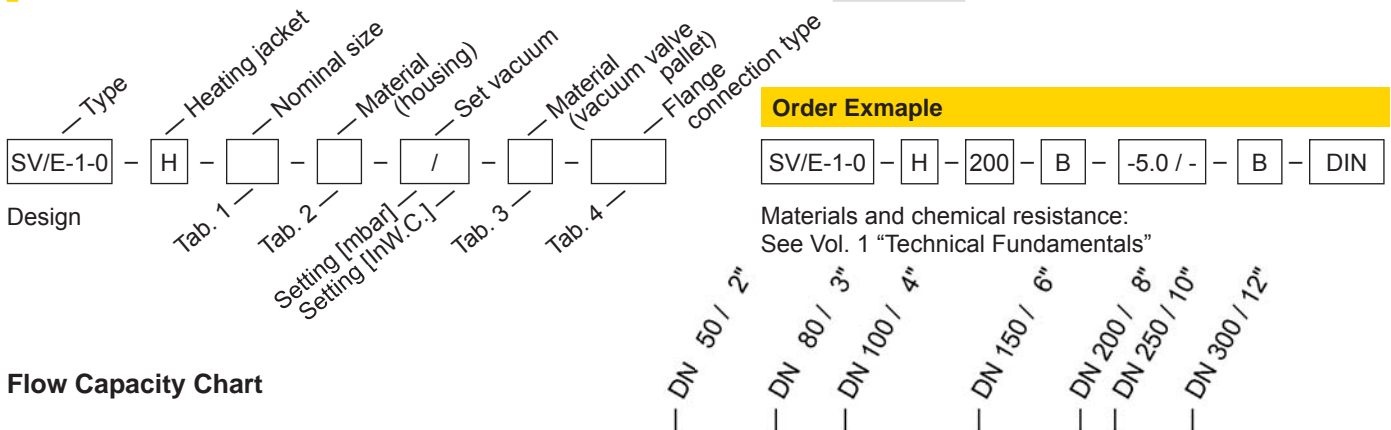 Type
Heating jacket
Nominal size
Material
(housing)
Set vacuum
Material
(vacuum valve
pallet)
Flange
connection type
SV/E-1-0 – H – – – / – –
Design
Tab. 1
Tab. 2
Setting [mbar]
Setting [InW.C.]
Tab. 3
Tab. 4
Order Exmaple
SV/E-1-0 – H – 200 – B – -5.0 / - – B – DIN
Materials and chemical resistance:
See Vol. 1 “Technical Fundamentals”
Flow Capacity Chart
DN 50 / 2"
DN 80 / 3"
DN 100 / 4"
DN 150 / 6"
DN 200 / 8"
DN 250 / 10"
DN 300 / 12"